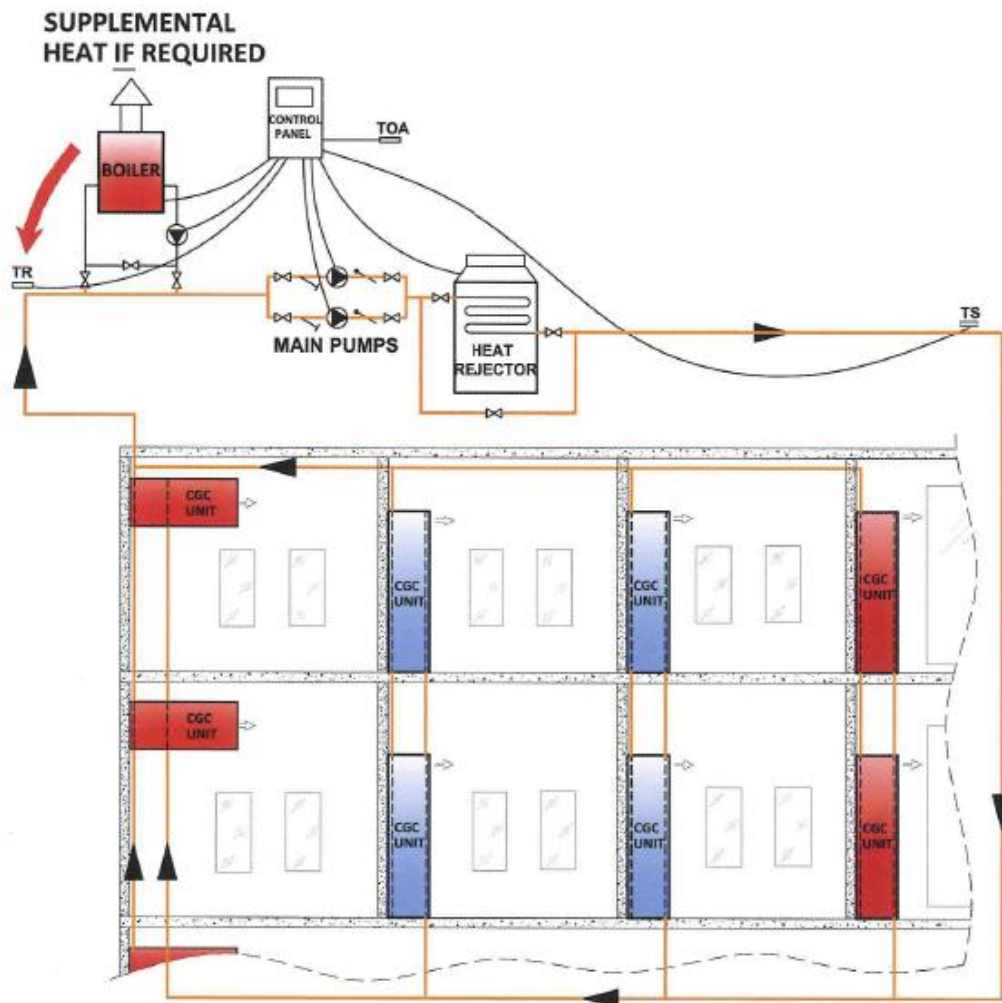 SUPPLEMENTAL
HEAT IF REQUIRED
CONTROL
PANEL
TOA
BOILER
TR
TS
MAIN PUMPS
HEAT
REJECTOR
CGC
UNIT
CGC
UNIT
CGC
UNIT
CGC
UNIT
CGC
UNIT
CGC
UNIT
CGC
UNIT
CGC
UNIT